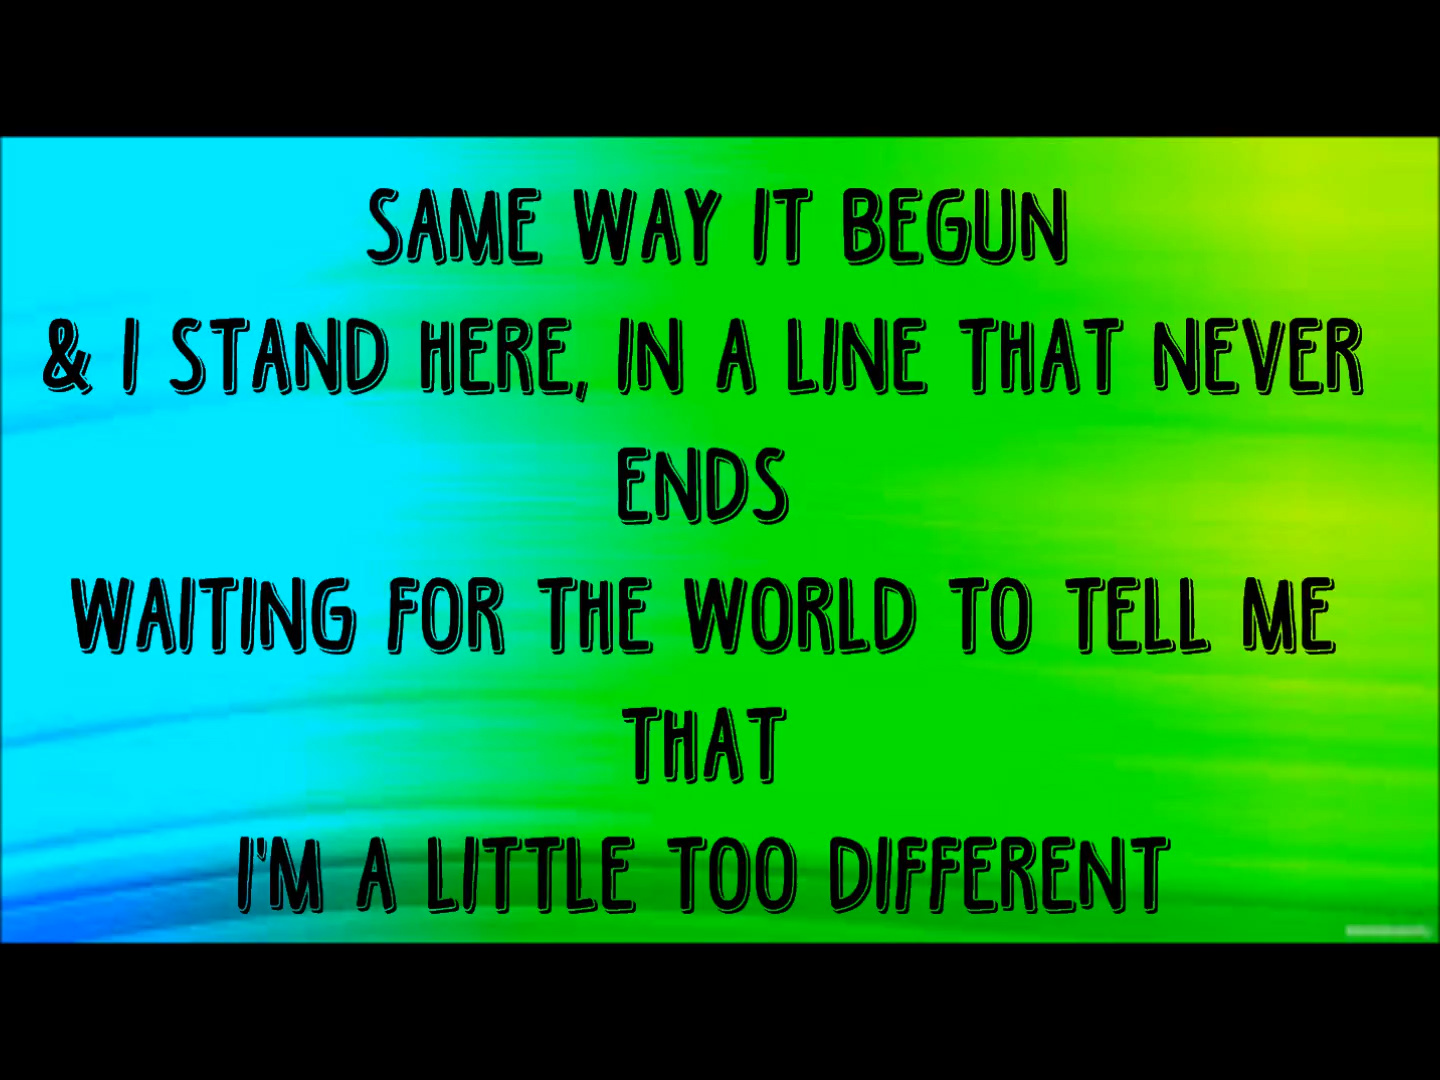 SAME WAY IT BEGUN
& I STAND HERE, IN A LINE THAT NEVER
ENDS
WAITING FOR THE WORLD TO TELL ME
THAT
I'M A LITTLE TOO DIFFERENT